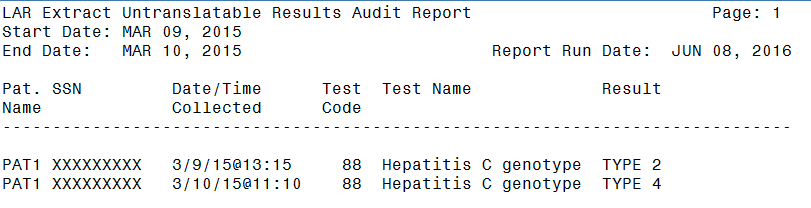 LAR Extract Untranslatable Results Audit Report                        Page: 1
Start Date: MAR 09, 2015
End Date:   MAR 10, 2015                         Report Run Date:  JUN 08, 2016
Pat. SSN         Date/Time      Test  Test Name             Result
Name             Collected      Code
-------------------------------------------------------------------------------
PAT1 XXXXXXXXX   3/9/15@13:15     88  Hepatitis C genotype  TYPE 2
PAT1 XXXXXXXXX   3/10/15@11:10    88  Hepatitis C genotype  TYPE 4